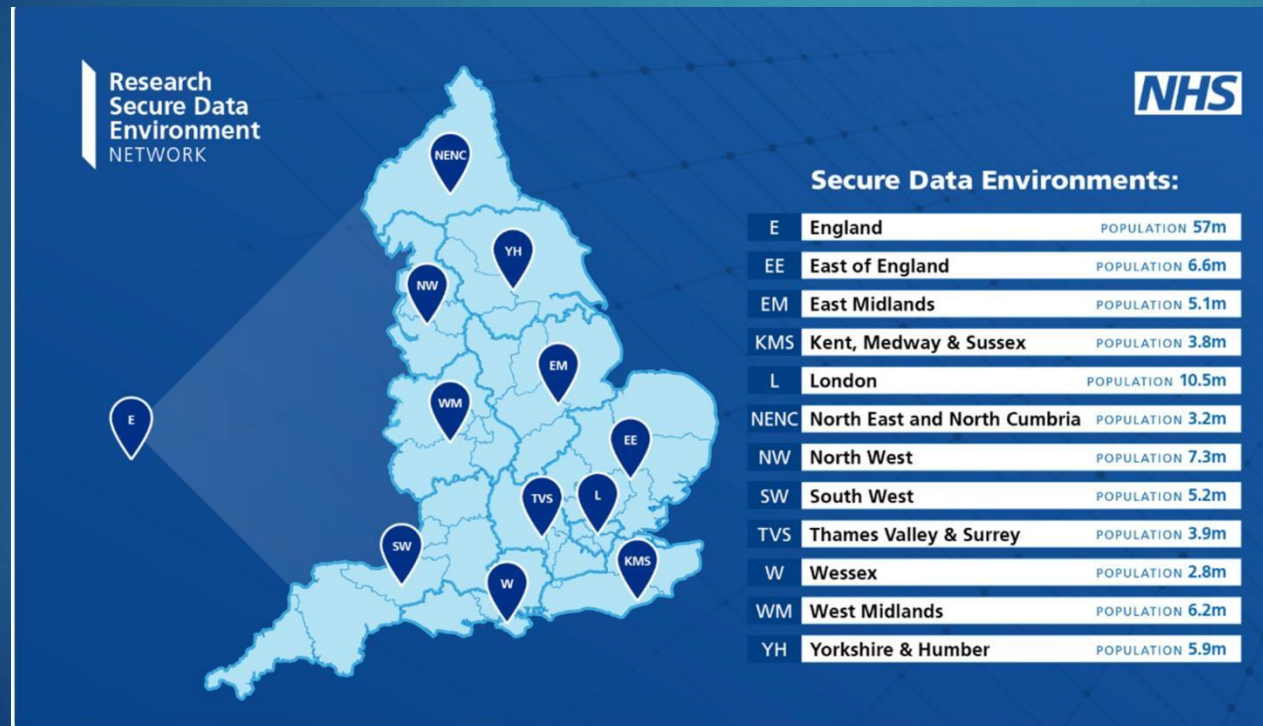 Research
Secure Data
Environment
NETWORK
NHS
NENC
YH
NW
EM
WM
E
EE
TVS
L
SW
KMS
W
Secure Data Environments:
E England POPULATION 57m
EE East of England POPULATION 6.6m
EM East Midlands POPULATION 5.1m
KMS Kent, Medway & Sussex POPULATION 3.8m
L London POPULATION 10.5m
NENC North East and North Cumbria POPULATION 3.2m
NW North West POPULATION 7.3m
SW South West POPULATION 5.2m
TVS Thames Valley & Surrey POPULATION 3.9m
W Wessex POPULATION 2.8m
WM West Midlands POPULATION 6.2m
YH Yorkshire & Humber POPULATION 5.9m